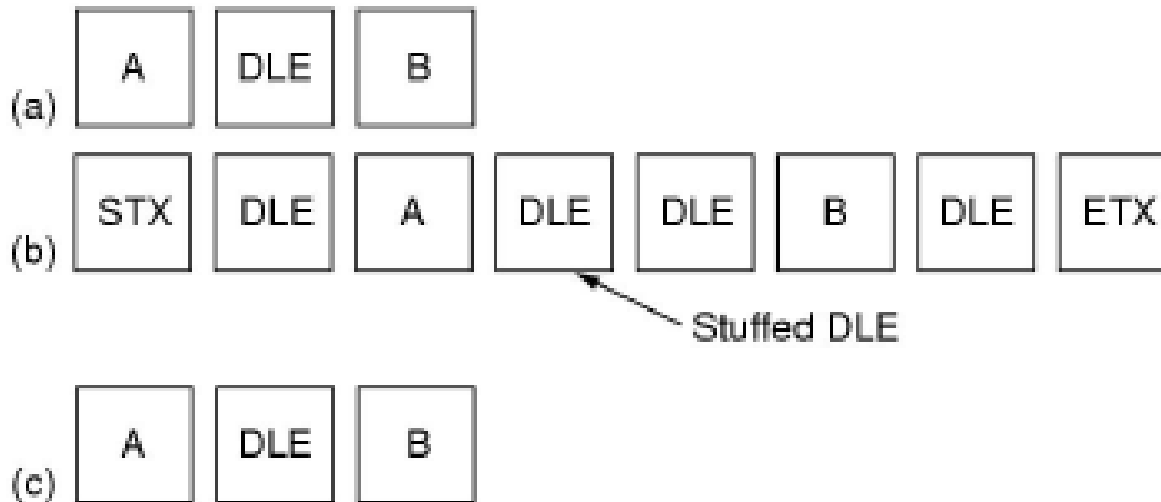 (a) A DLE B
(b) STX DLE A DLE DLE B DLE ETX
Stuffed DLE
(c) A DLE B